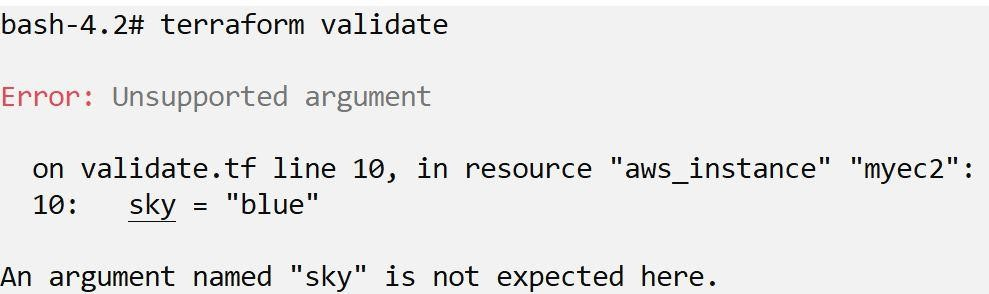 bash-4.2# terraform validate
Error: Unsupported argument
on validate.tf line 10, in resource "aws_instance" "myec2":
10: sky = "blue"
An argument named "sky" is not expected here.